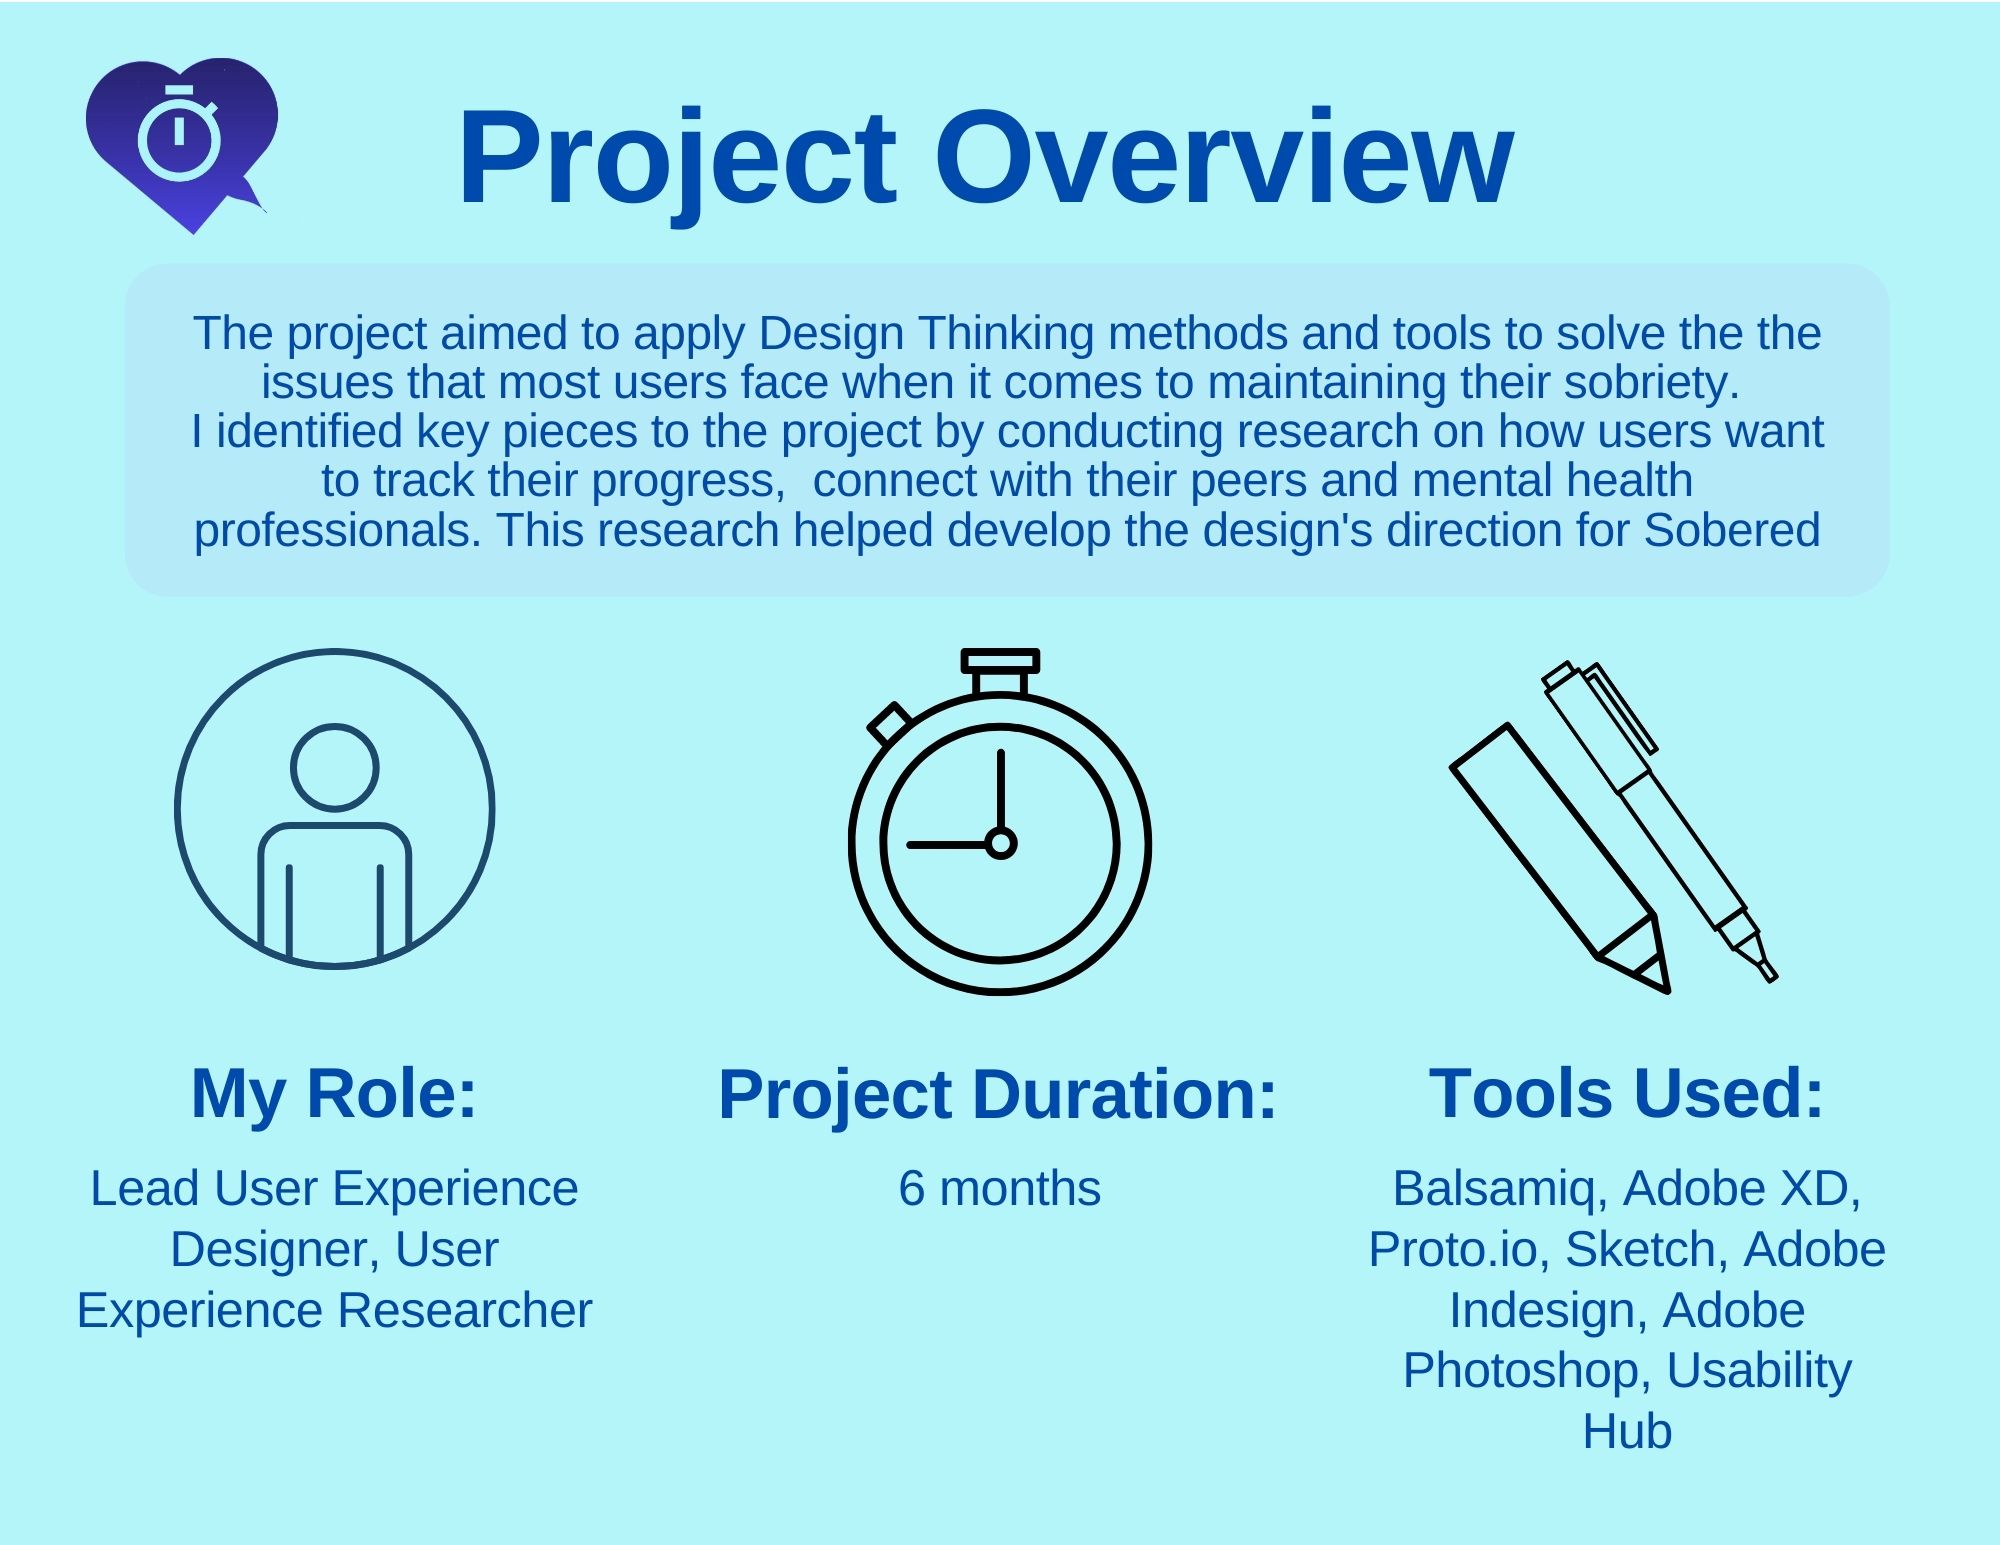 Project Overview
The project aimed to apply Design Thinking methods and tools to solve the the
issues that most users face when it comes to maintaining their sobriety.
I identified key pieces to the project by conducting research on how users want
to track their progress,  connect with their peers and mental health
professionals. This research helped develop the design's direction for Sobered
My Role:
Lead User Experience
Designer, User
Experience Researcher
Project Duration:
6 months
Tools Used:
Balsamiq, Adobe XD,
Proto.io, Sketch, Adobe
Indesign, Adobe
Photoshop, Usability
Hub